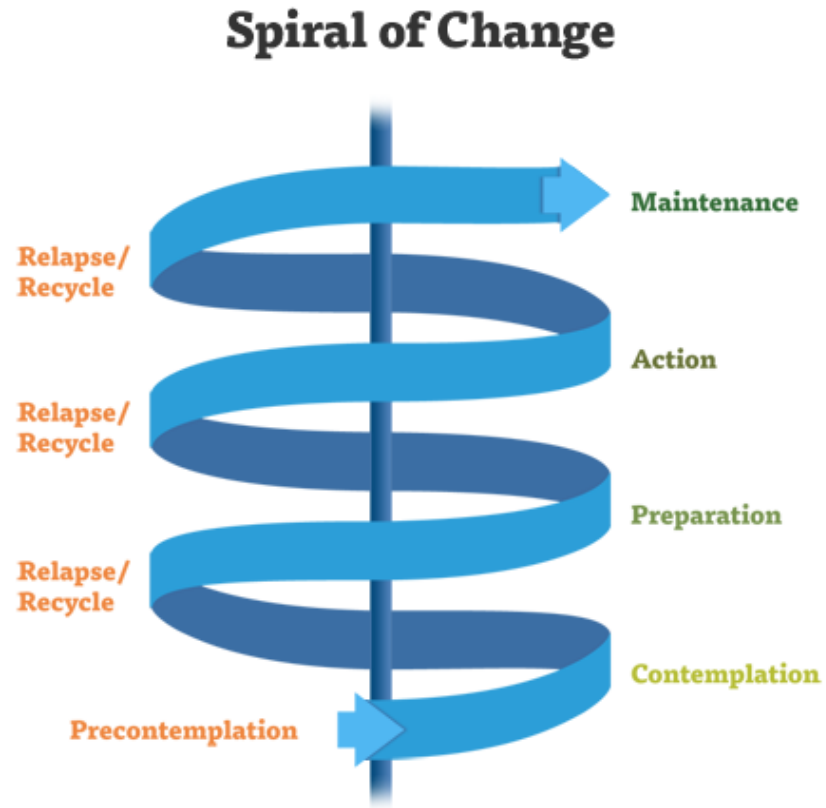 Spiral of Change
Maintenance
Relapse/
Recycle
Action
Relapse/
Recycle
Preparation
Relapse/
Recycle
Contemplation
Precontemplation